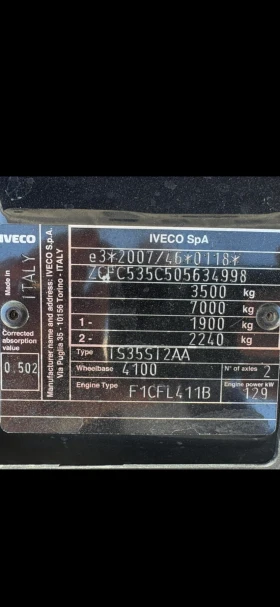 IVECO
IVECO SpA
e3*2007/46*0118*
ZCFC535C505634998
3500 kg
7000 kg
1- 1900 kg
2- 2240 kg
Type IS35ST2AA
Wheelbase 4100 N° of axles 2
Engine Type F1CFL411B Engine power kW 129
Made in ITALY
Corrected absorption value
0.502
Manufacturer name and address: IVECO S.p.A.
Via Puglia 35 - 10156 Torino - ITALY